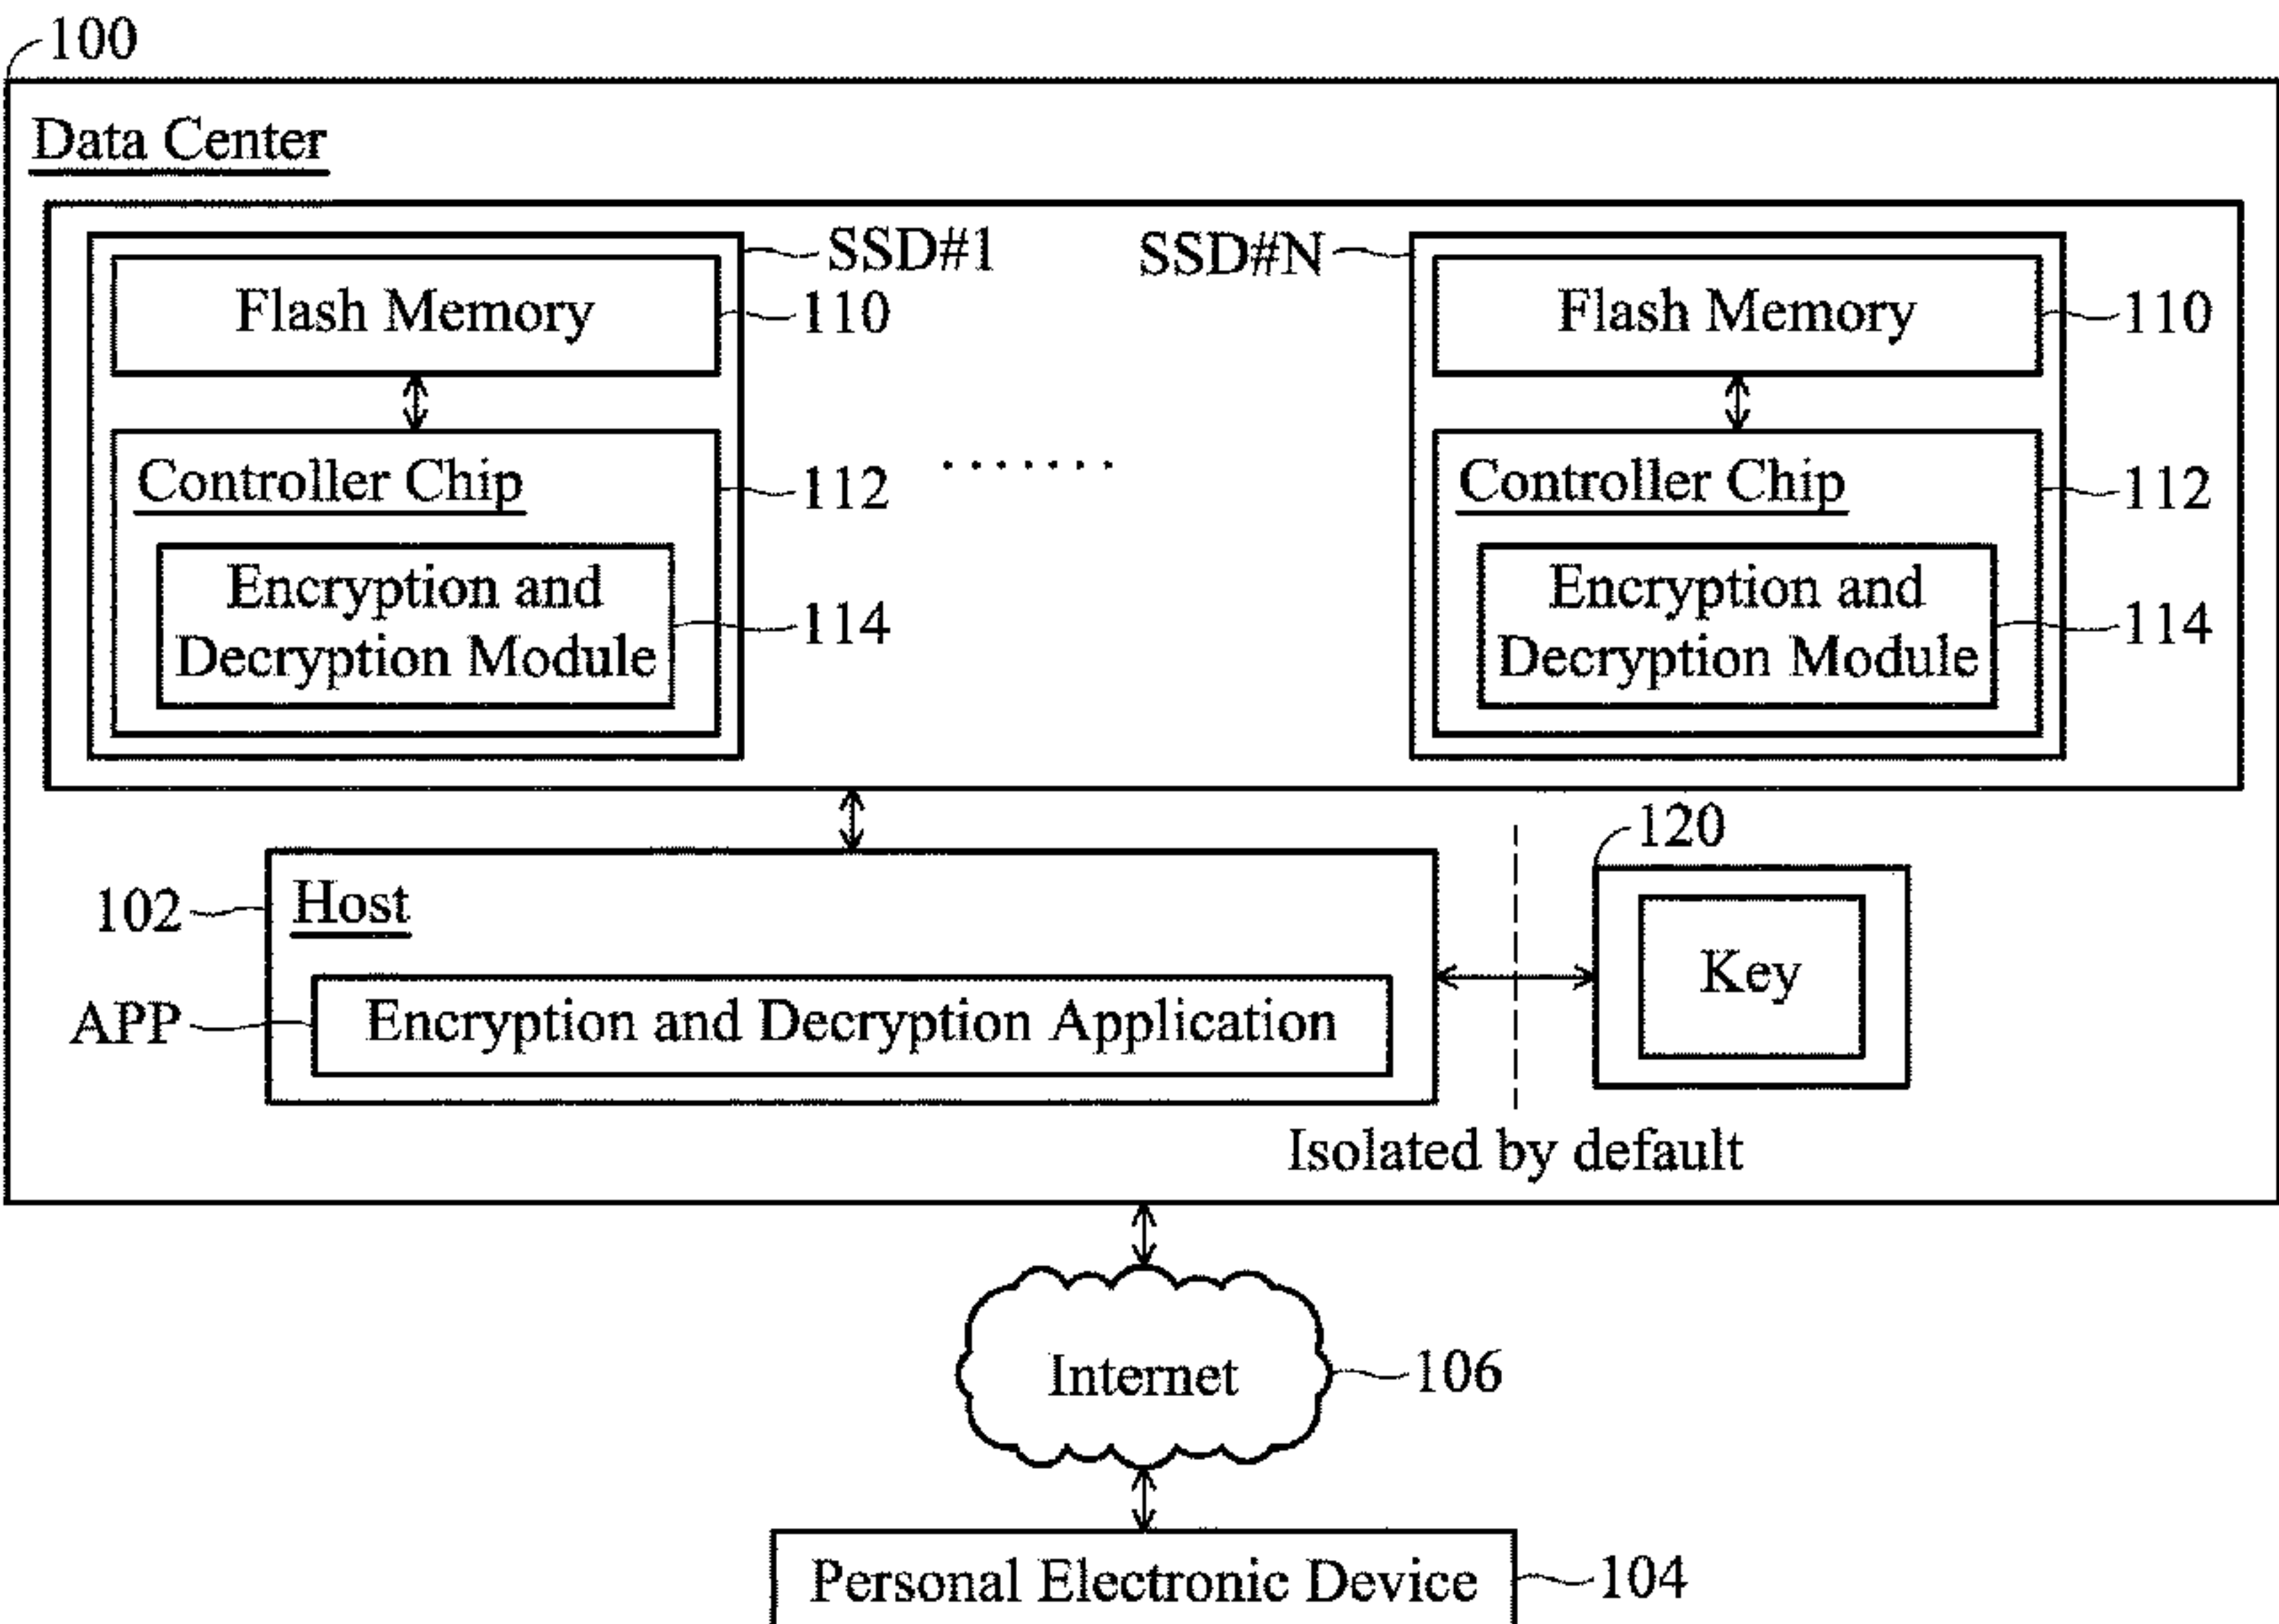 100
Data Center
SSD#1
SSD#N
Flash Memory
110
Flash Memory
110
Controller Chip
112
.......
Controller Chip
112
Encryption and
Decryption Module
114
Encryption and
Decryption Module
114
120
102
Host
Key
APP
Encryption and Decryption Application
Isolated by default
Internet
106
Personal Electronic Device
104